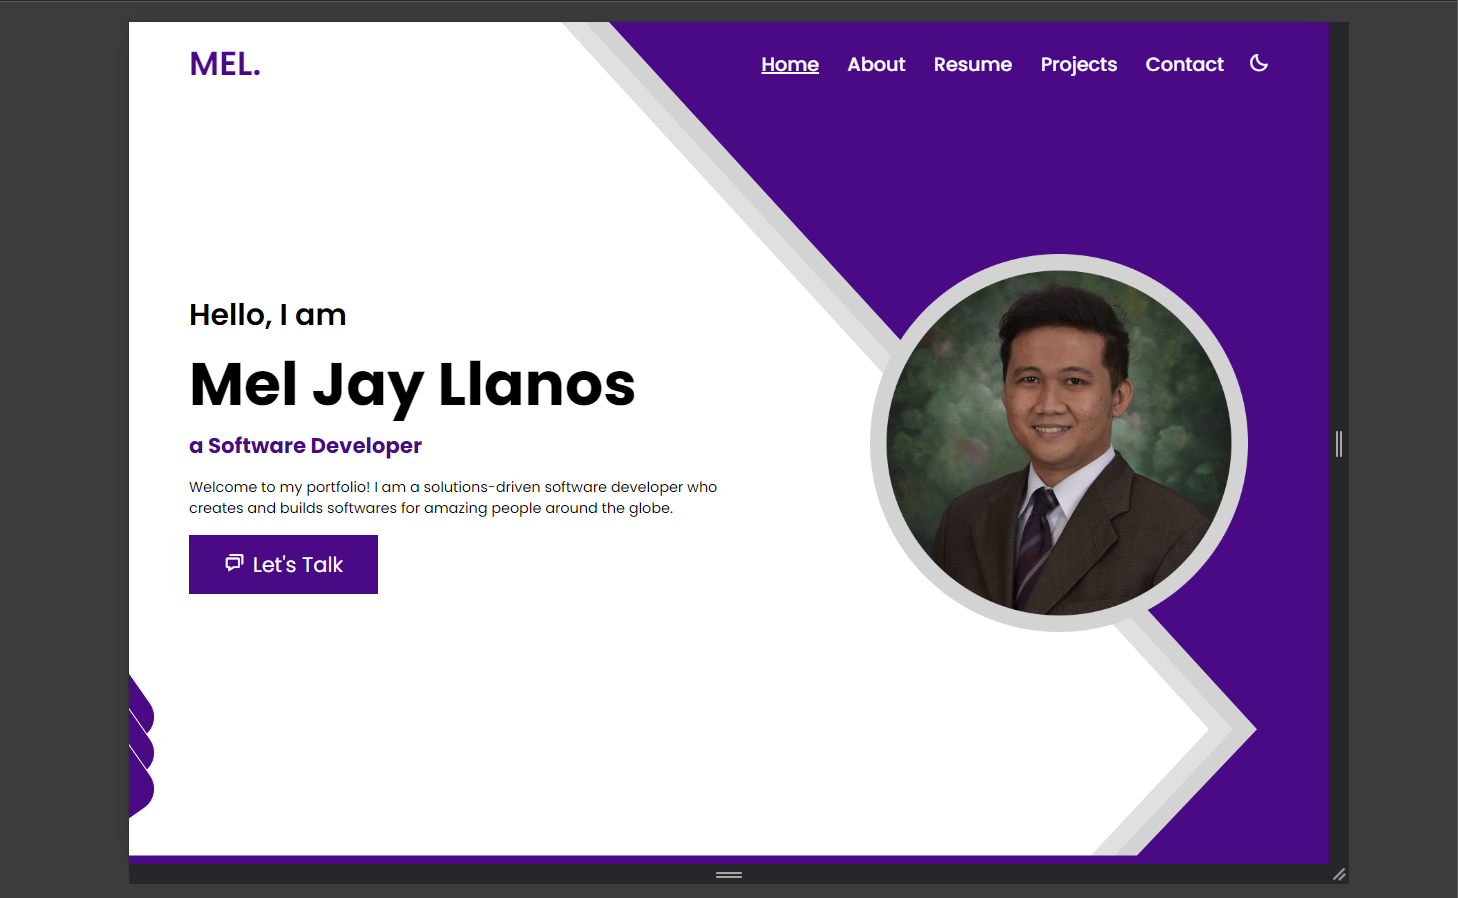 MEL.
Home About Resume Projects Contact
Hello, I am
Mel Jay Llanos
a Software Developer
Welcome to my portfolio! I am a solutions-driven software developer who
creates and builds softwares for amazing people around the globe.
Let's Talk